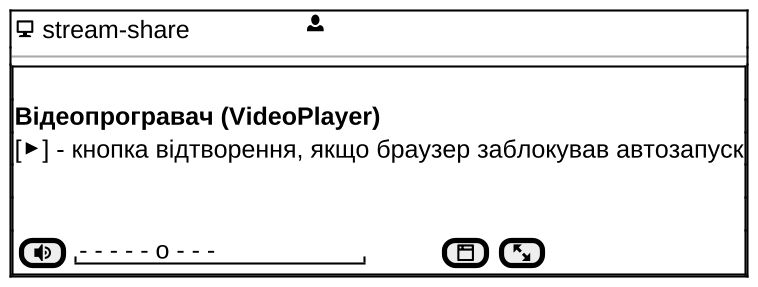 stream-share
Відеопрогравач (VideoPlayer)
[▶] - кнопка відтворення, якщо браузер заблокував автозапуск
- - - - - o - - -